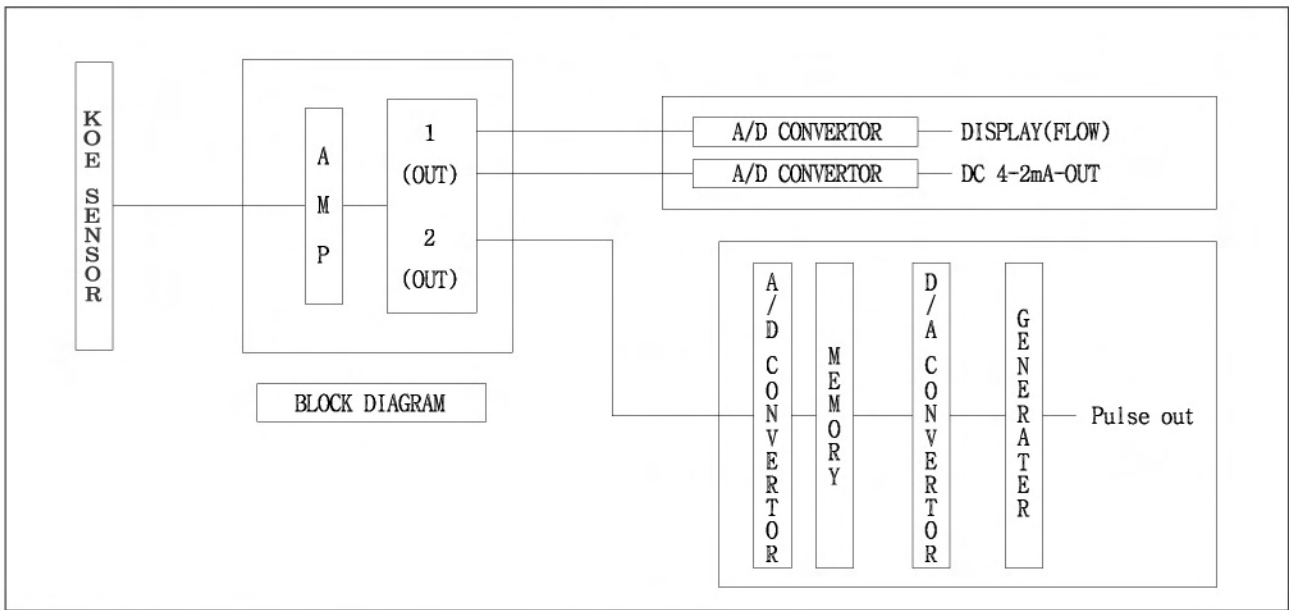 KOE SENSOR
AMP
1
(OUT)
2
(OUT)
BLOCK DIAGRAM
A/D CONVERTOR
DISPLAY(FLOW)
A/D CONVERTOR
DC 4-2mA-OUT
A/D CONVERTOR
MEMORY
D/A CONVERTOR
GENERATER
Pulse out